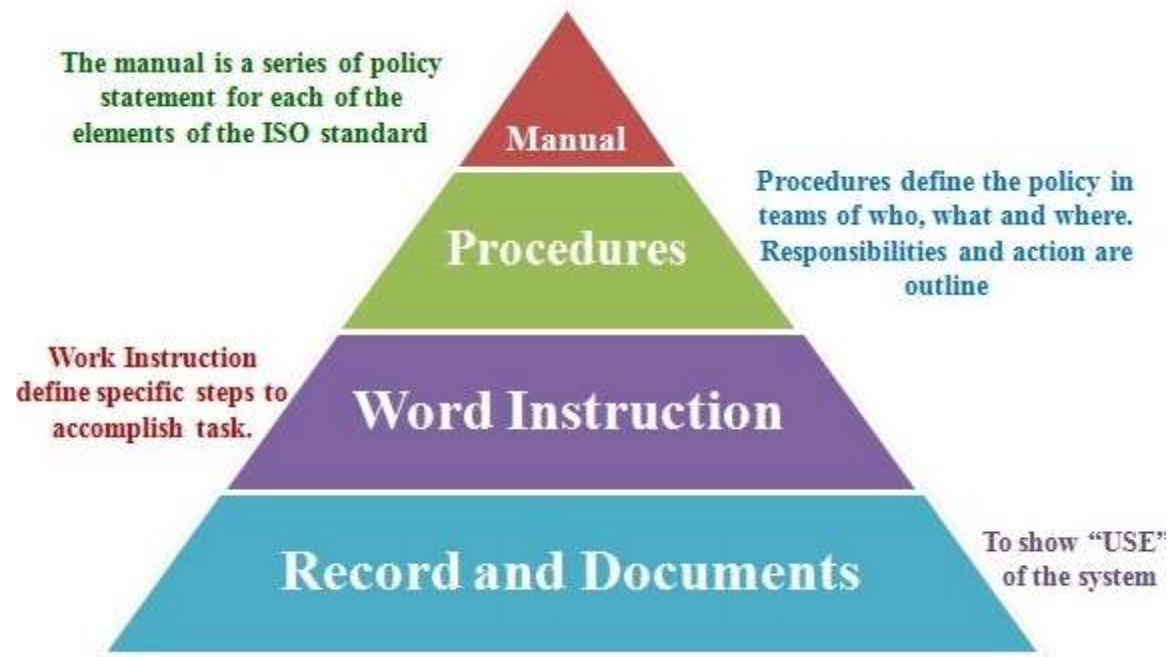 The manual is a series of policy
statement for each of the
elements of the ISO standard
Manual
Procedures define the policy in
teams of who, what and where.
Responsibilities and action are
outline
Procedures
Work Instruction
define specific steps to
accomplish task.
Word Instruction
To show “USE”
of the system
Record and Documents